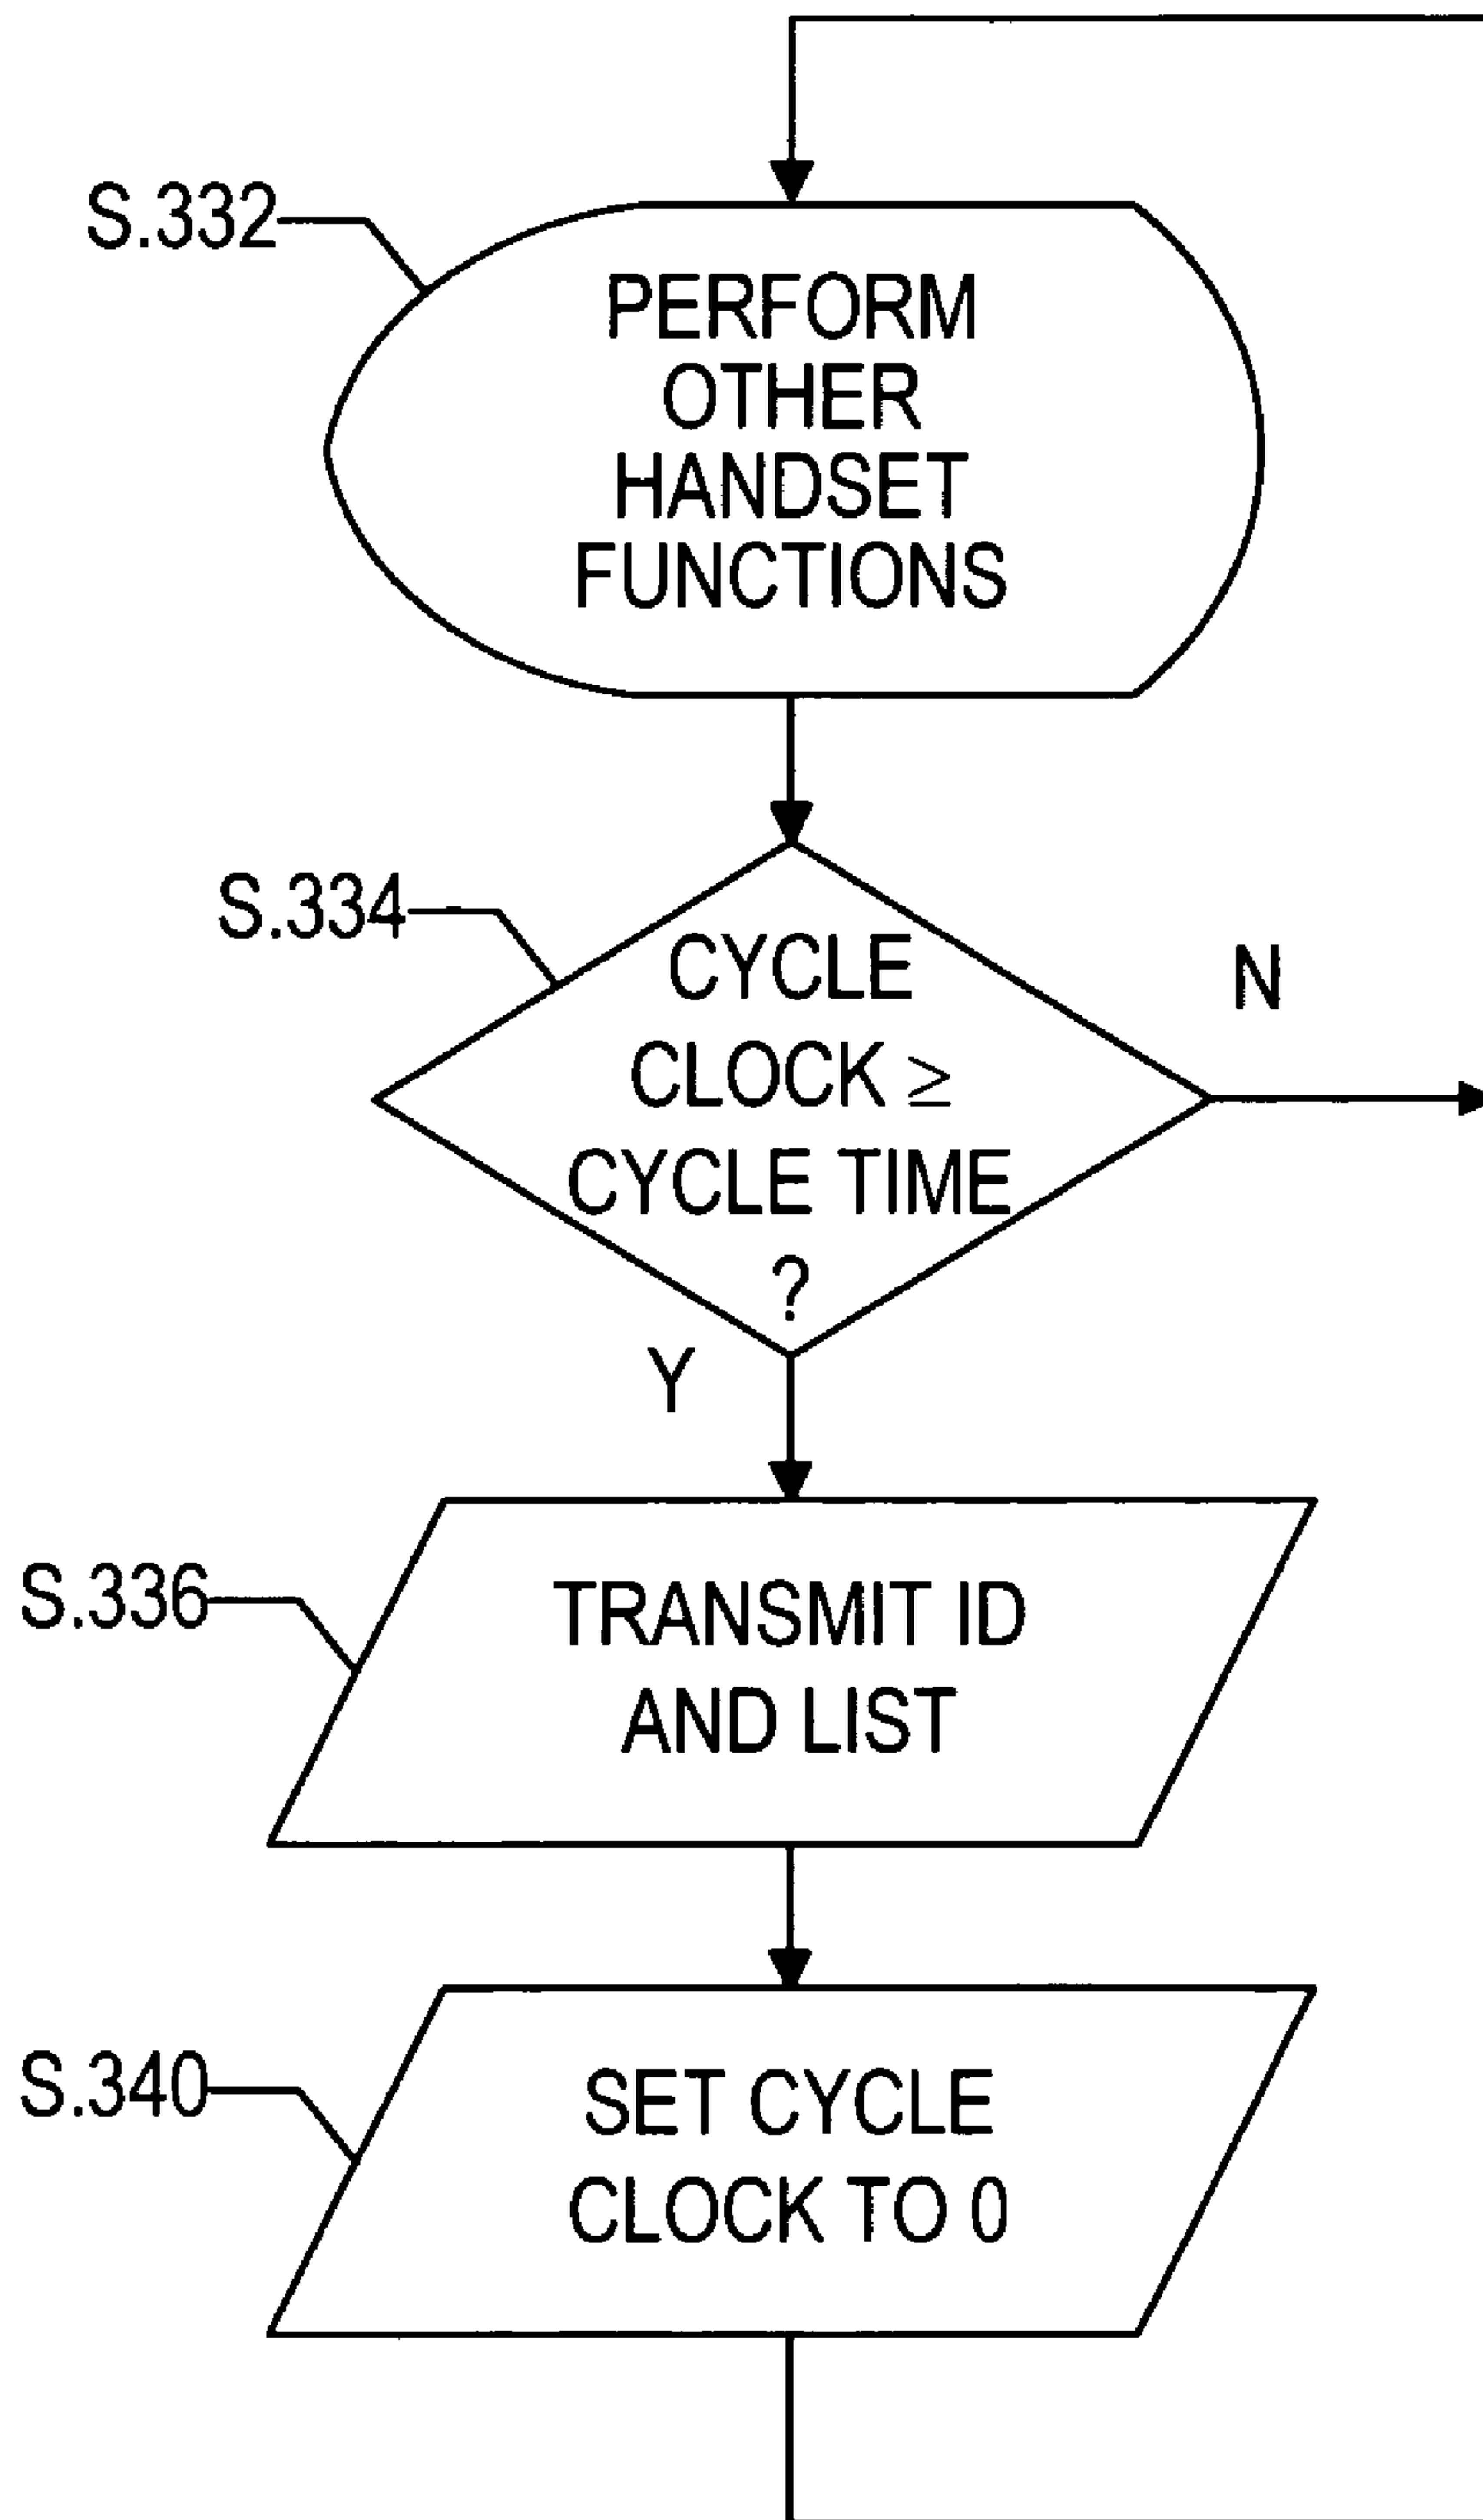 S.332
PERFORM
OTHER
HANDSET
FUNCTIONS
S.334
CYCLE
CLOCK ≥
CYCLE TIME
?
N
Y
S.336
TRANSMIT ID
AND LIST
S.340
SET CYCLE
CLOCK TO 0